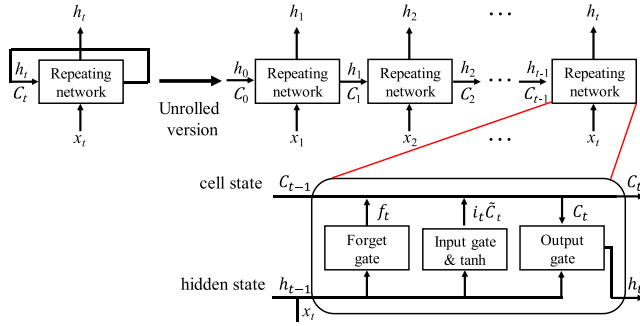 h_t h_1 h_2 ⋯ h_t
h_t Repeating network h_0 Repeating network h_1 Repeating network h_2 ⋯ h_{t-1} Repeating network
C_t C_0 C_1 C_2 C_{t-1}
Unrolled
version
x_t x_1 x_2 ⋯ x_t
cell state C_{t-1} C_t
f_t i_t C̃_t C_t
Forget gate Input gate & tanh Output gate
hidden state h_{t-1} h_t
x_t